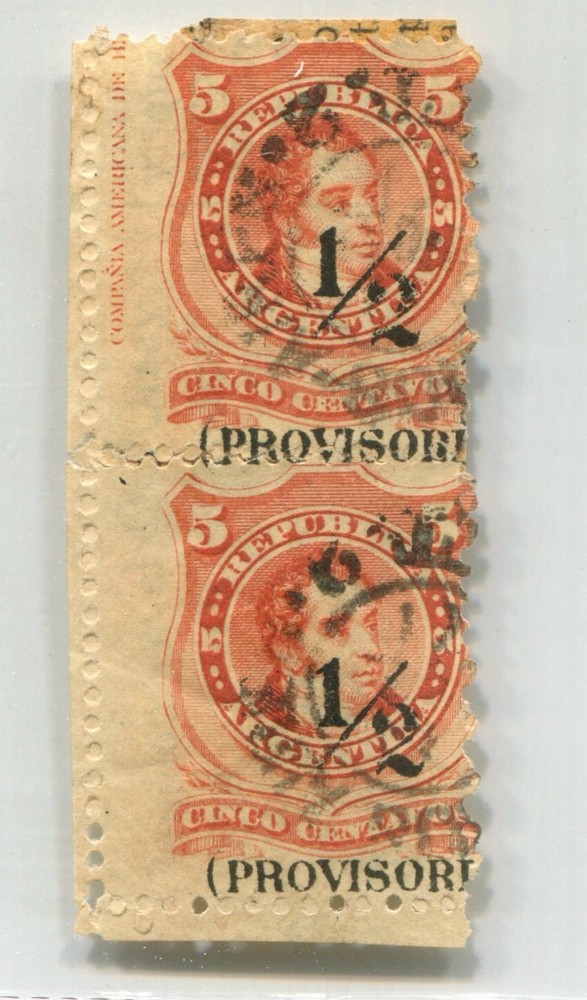 COMPAÑIA AMERICANA DE B
5 5
REPUBLICA
5 5
1/2
ARGENTINA
CINCO CENTAVO
(PROVISORI
5 5
REPUBLICA
5 5
1/2
ARGENTINA
CINCO CENTAVOS
(PROVISORI